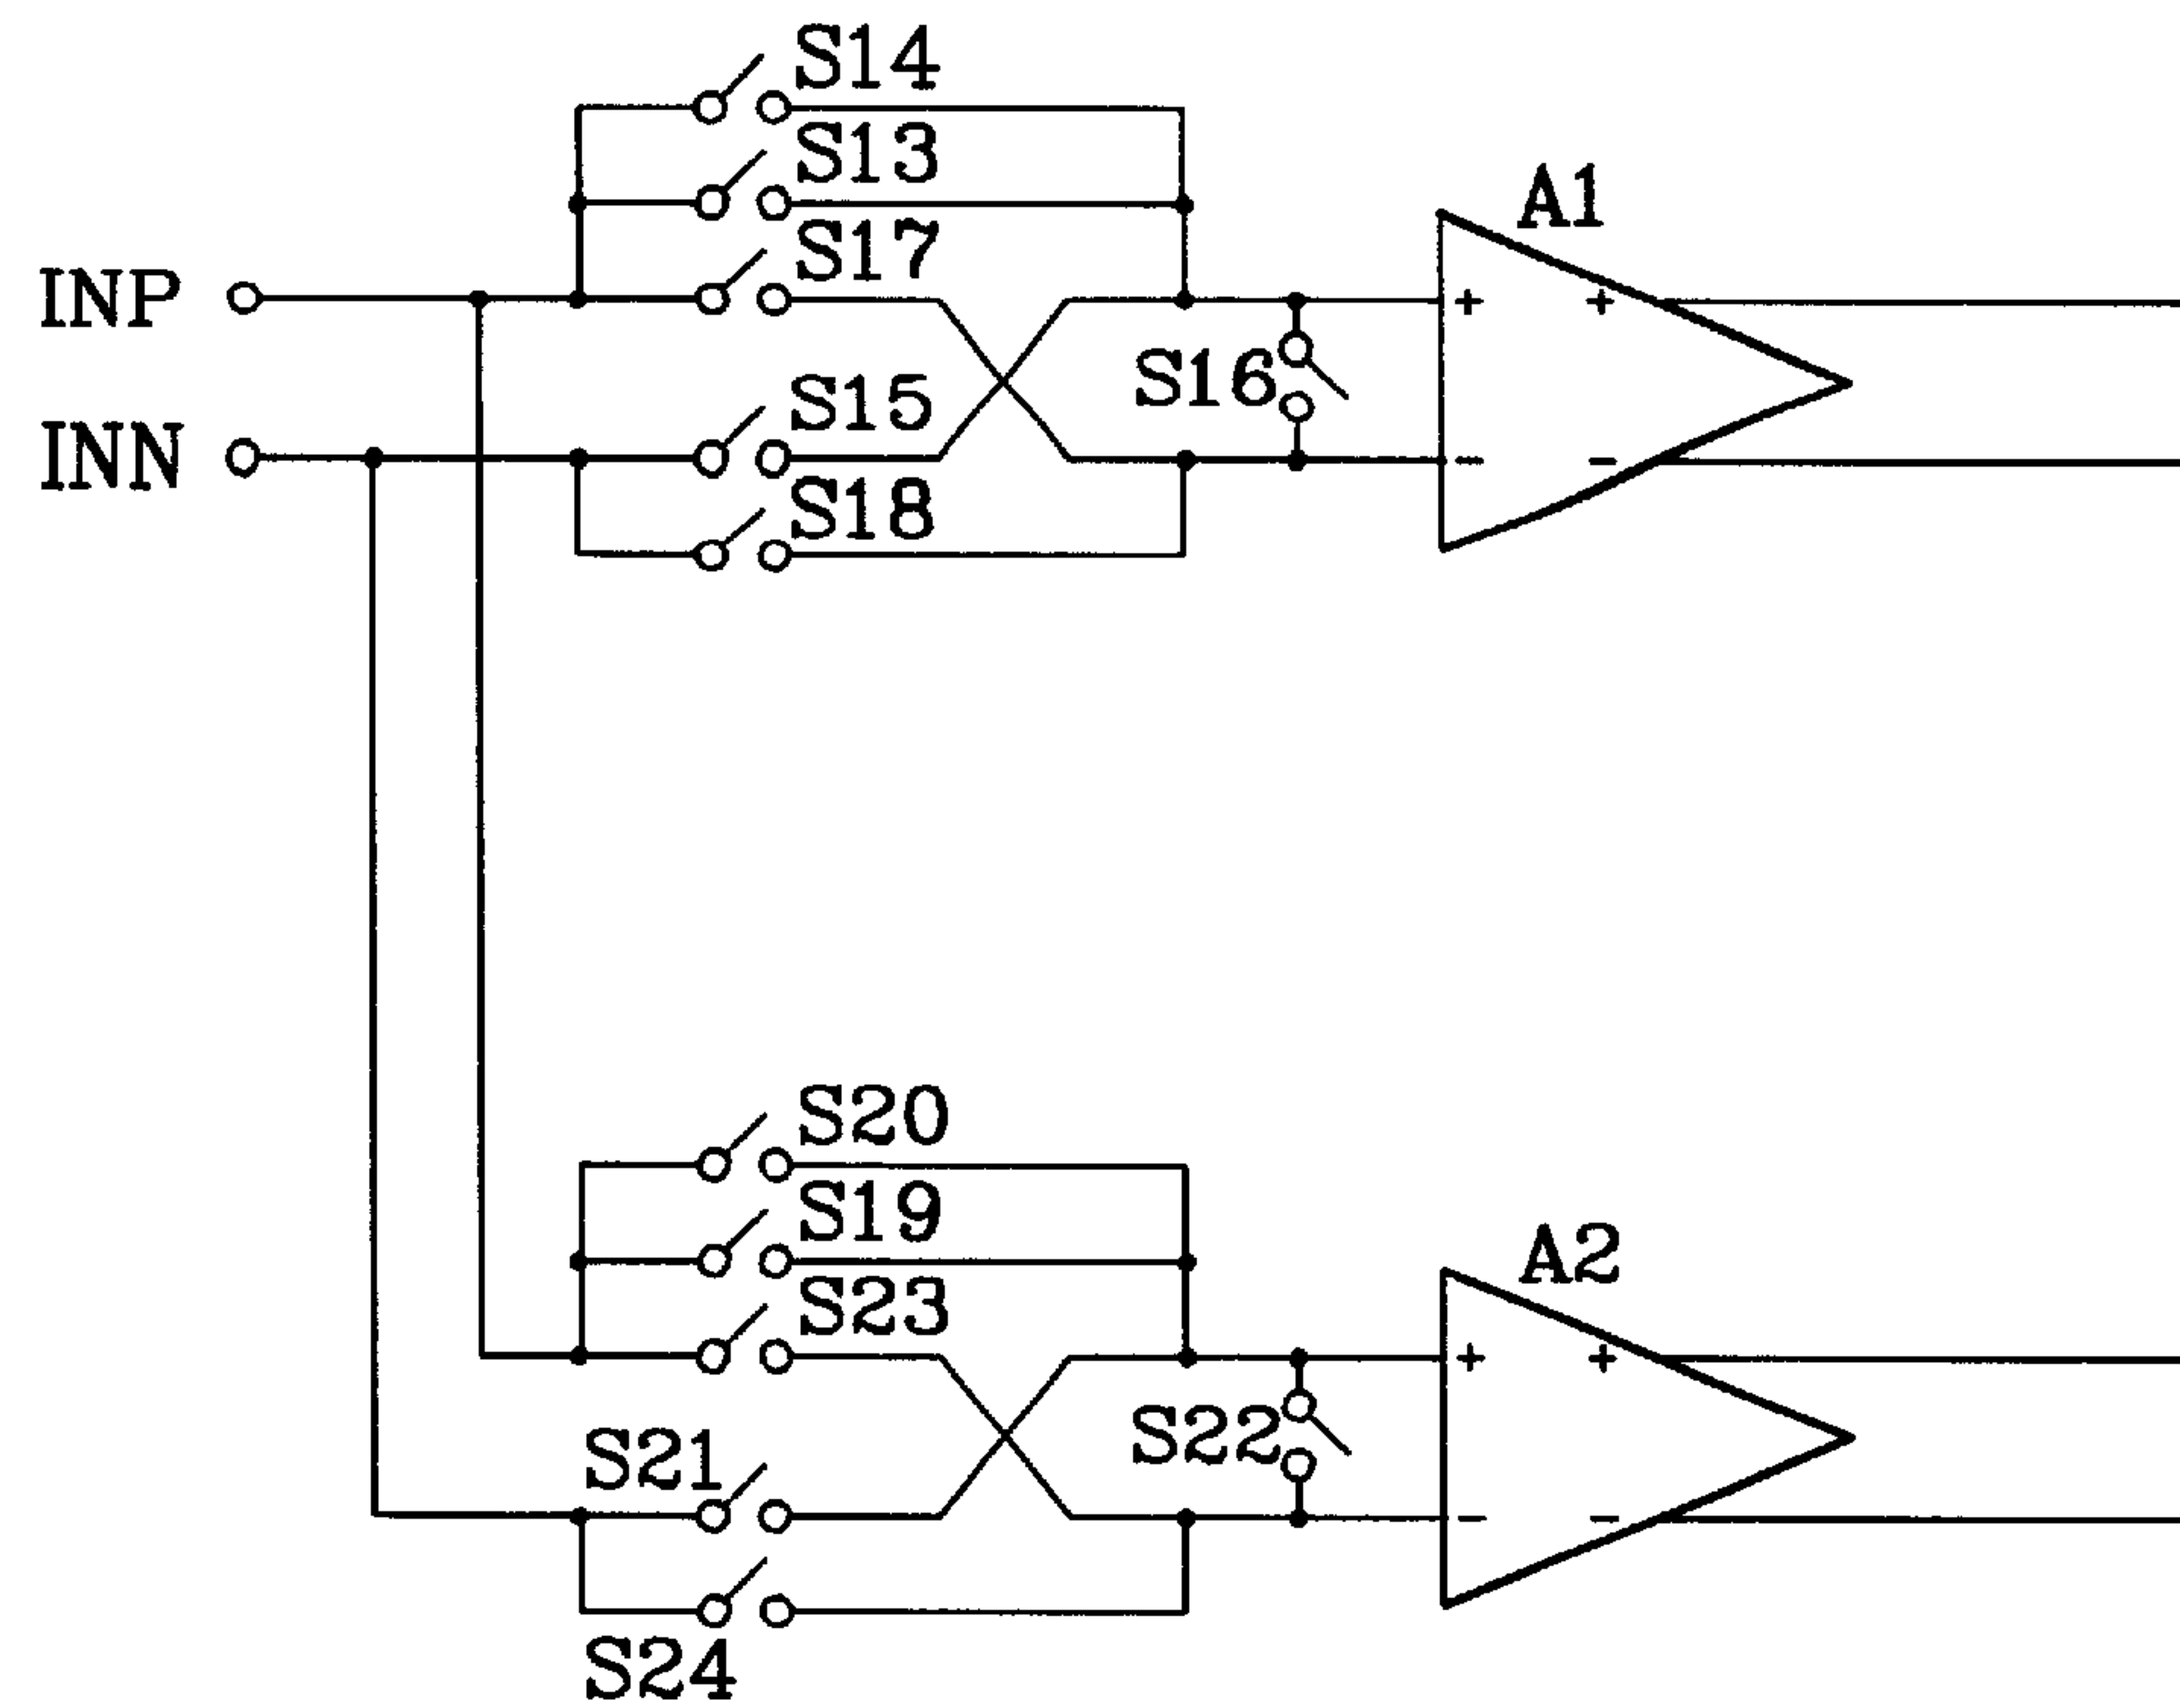 S14
S13
A1
S17
INP
+ +
S16
S15
INN
- -
S18
S20
S19
A2
S23
+ +
S22
S21
- -
S24